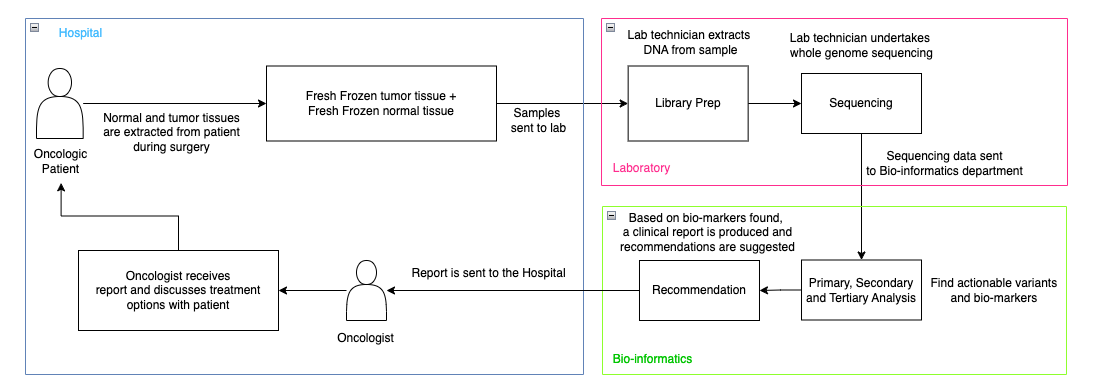 Hospital
Oncologic
Patient
Normal and tumor tissues
are extracted from patient
during surgery
Fresh Frozen tumor tissue +
Fresh Frozen normal tissue
Samples
sent to lab
Lab technician extracts
DNA from sample
Library Prep
Lab technician undertakes
whole genome sequencing
Sequencing
Laboratory
Sequencing data sent
to Bio-informatics department
Based on bio-markers found,
a clinical report is produced and
recommendations are suggested
Primary, Secondary
and Tertiary Analysis
Find actionable variants
and bio-markers
Recommendation
Bio-informatics
Report is sent to the Hospital
Oncologist
Oncologist receives
report and discusses treatment
options with patient